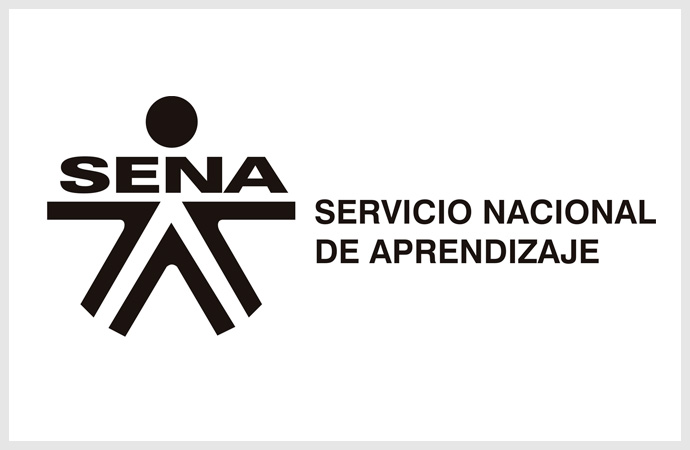 SENA
SERVICIO NACIONAL
DE APRENDIZAJE